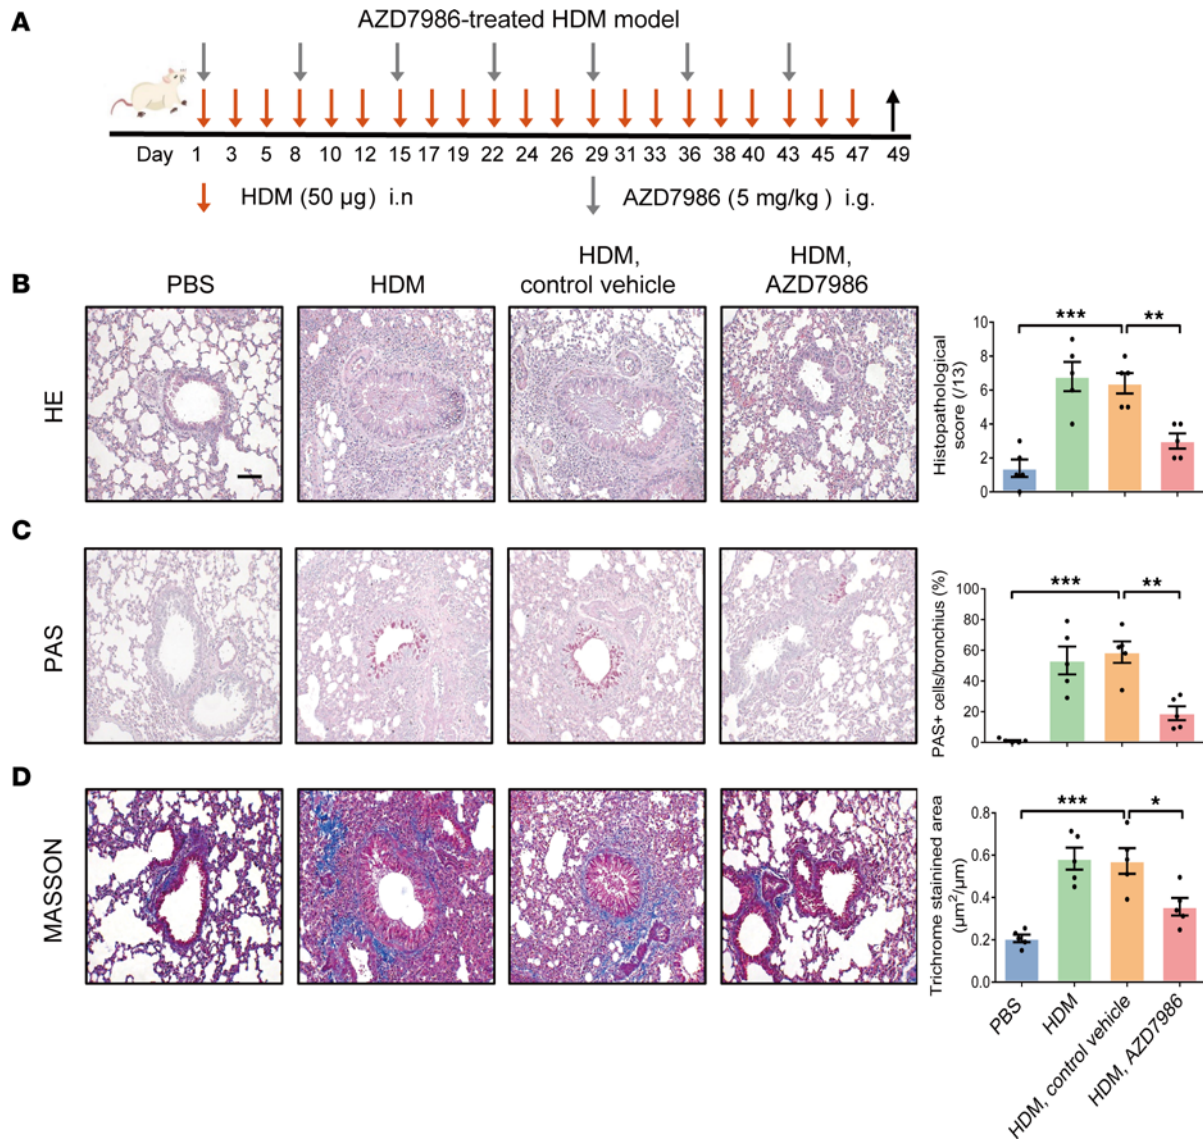 A
AZD7986-treated HDM model
Day 1 3 5 8 10 12 15 17 19 22 24 26 29 31 33 36 38 40 43 45 47 49
HDM (50 µg) i.n
AZD7986 (5 mg/kg ) i.g.
B
PBS
HDM
HDM,
control vehicle
HDM,
AZD7986
HE
Histopathological
score (/13)
10
8
6
4
2
0
***
**
C
PAS
PAS+ cells/bronchius (%)
100
80
60
40
20
0
***
**
D
MASSON
Trichrome stainined area
(µm²/µm)
0.8
0.6
0.4
0.2
0.0
***
*
PBS
HDM
HDM, control vehicle
HDM, AZD7986